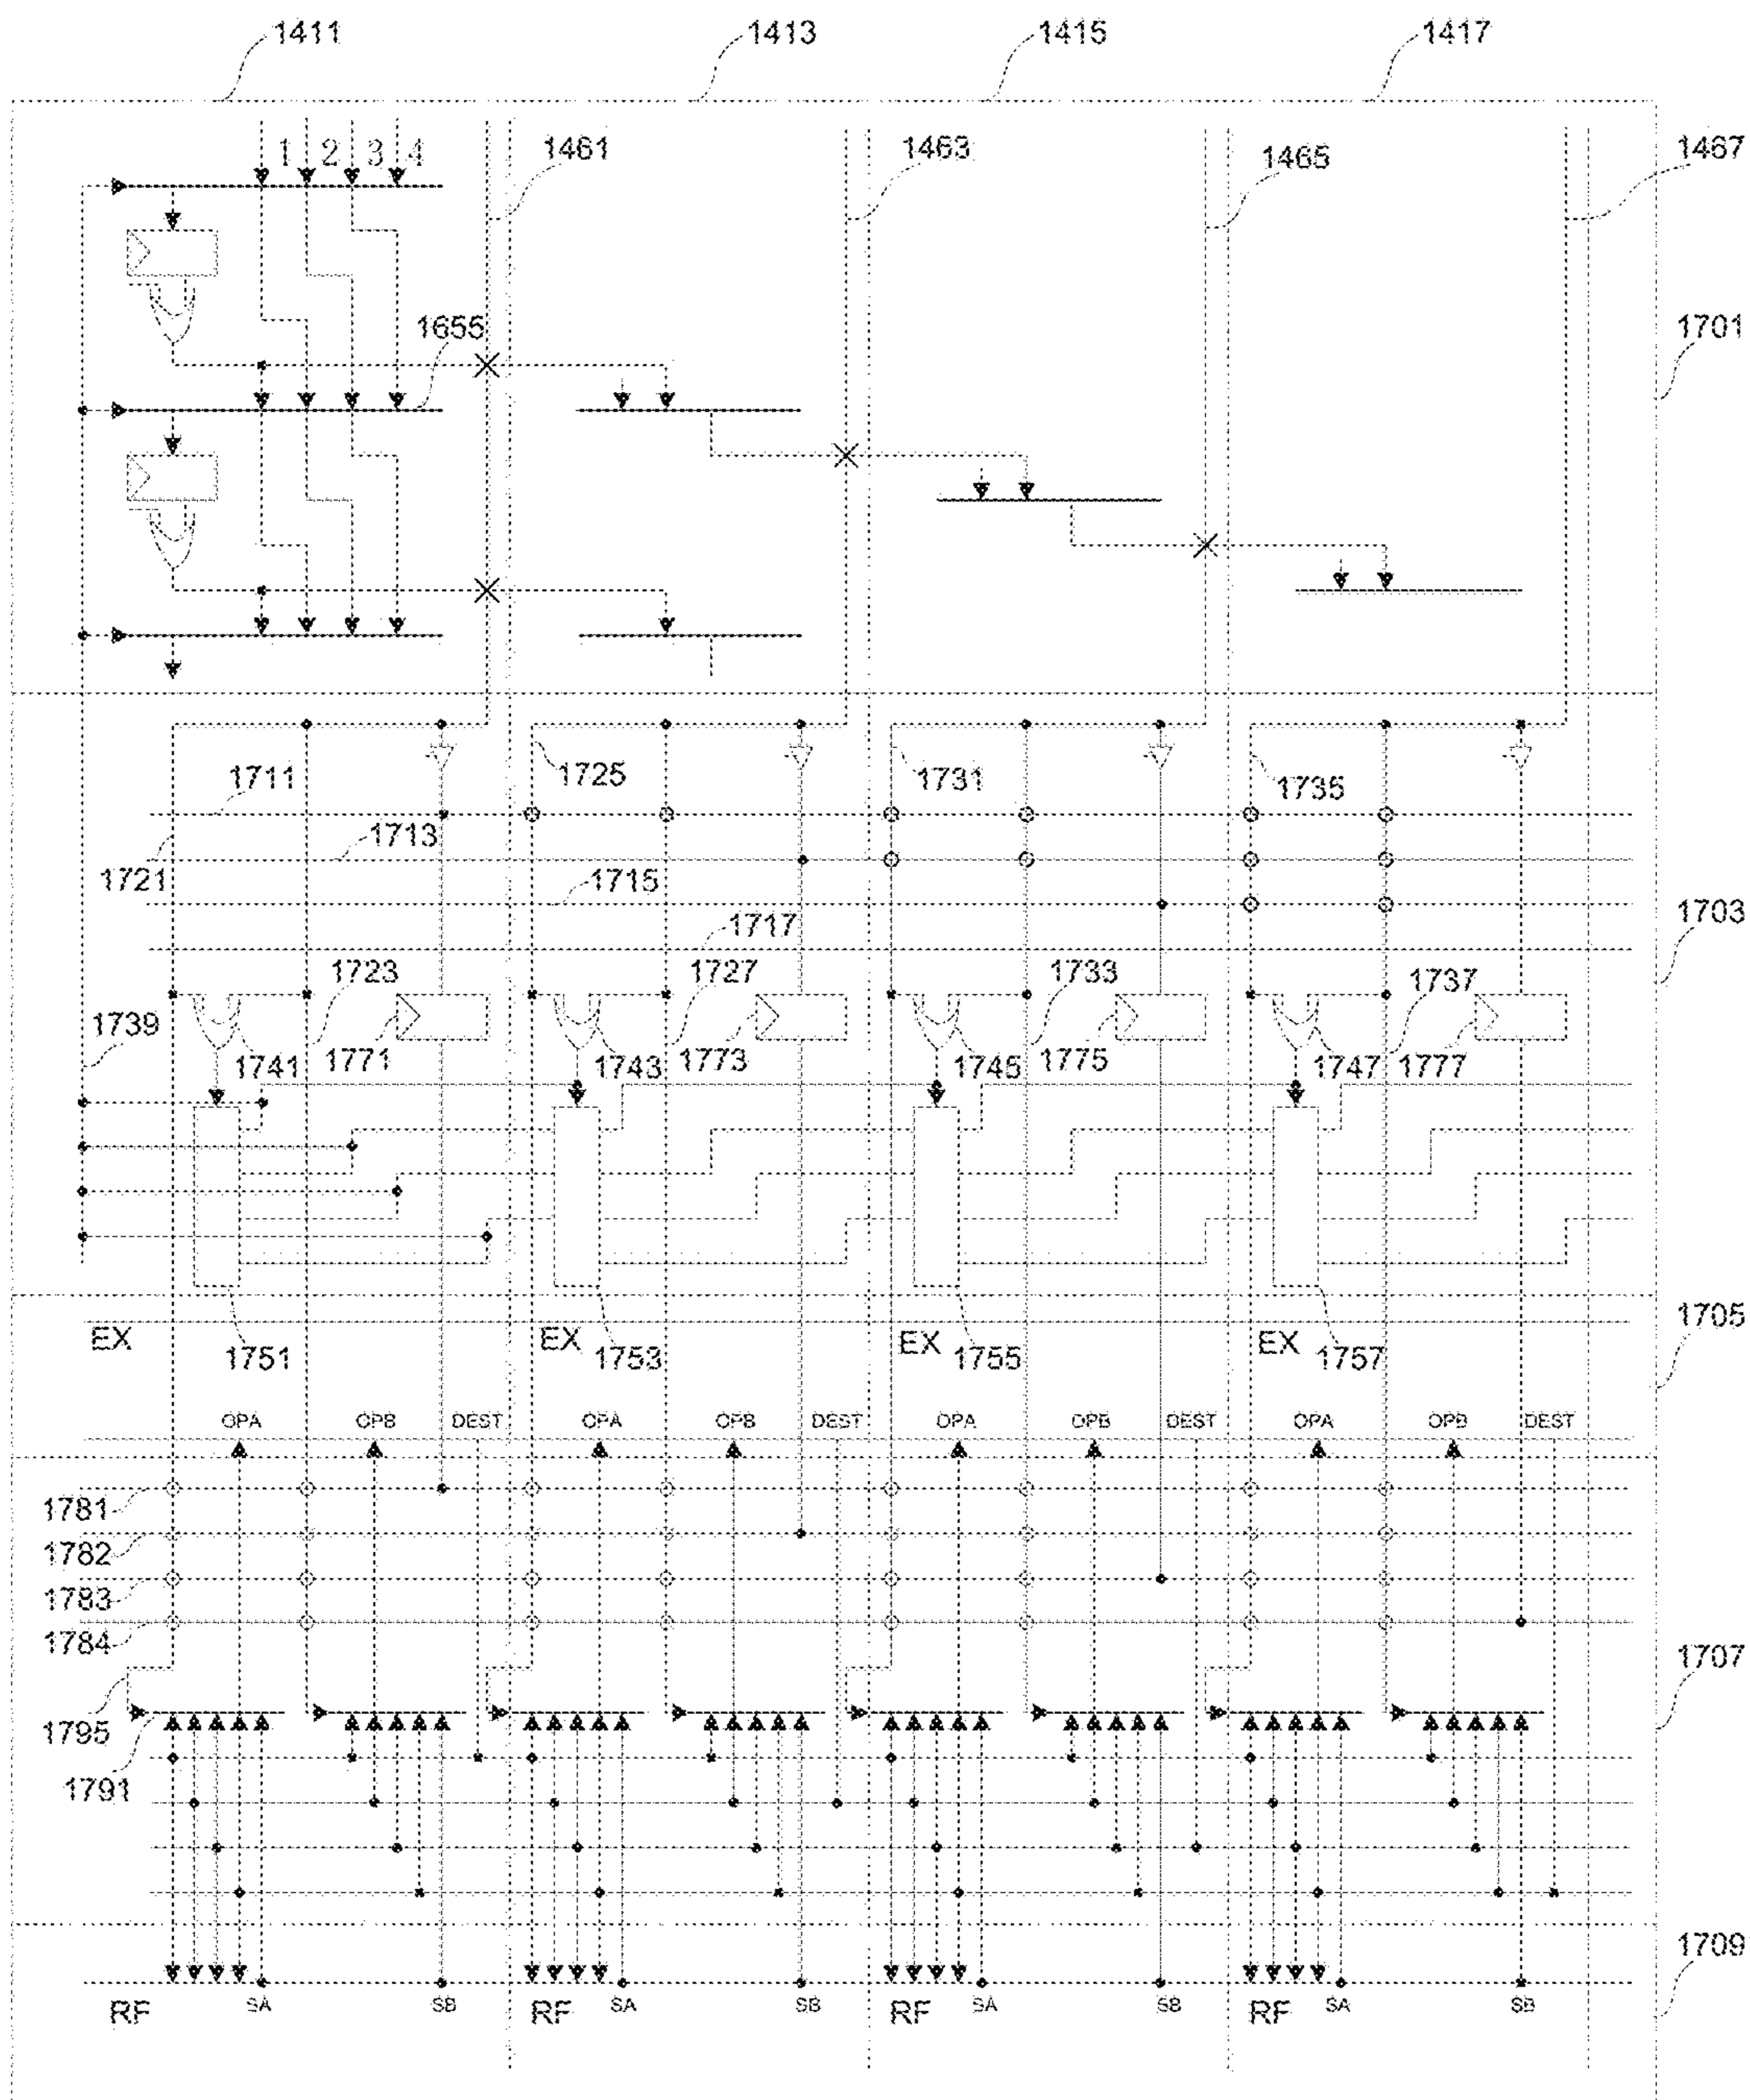 1411 1413 1415 1417
1 2 3 4
1461 1463 1465 1467
1655
1701
1711 1725 1731 1735
1713
1721 1715
1717
1703
1723 1727 1733 1737
1739
1741 1771 1743 1773 1745 1775 1747 1777
1705
EX EX EX EX
1751 1753 1755 1757
OPA OPB DEST OPA OPB DEST OPA OPB DEST OPA OPB DEST
1781
1782
1783
1784
1707
1795
1791
1709
RF SA SB RF SA SB RF SA SB RF SA SB